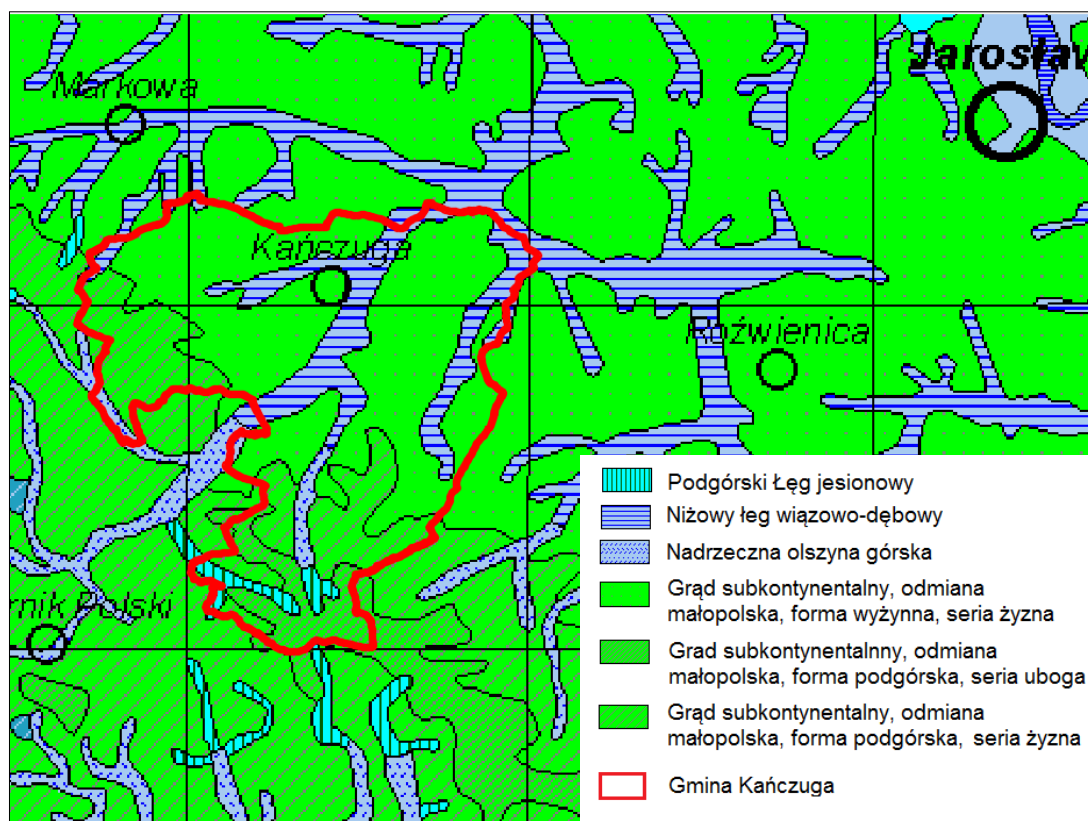 Jarosław
Markowa
Kańczuga
Roźwienica
rnik Polski
Podgórski Łęg jesionowy
Niżowy łeg wiązowo-dębowy
Nadrzeczna olszyna górska
Grąd subkontynentalny, odmiana
małopolska, forma wyżynna, seria żyzna
Grad subkontynentalnny, odmiana
małopolska, forma podgórska, seria uboga
Grąd subkontynentalny, odmiana
małopolska, forma podgórska, seria żyzna
Gmina Kańczuga